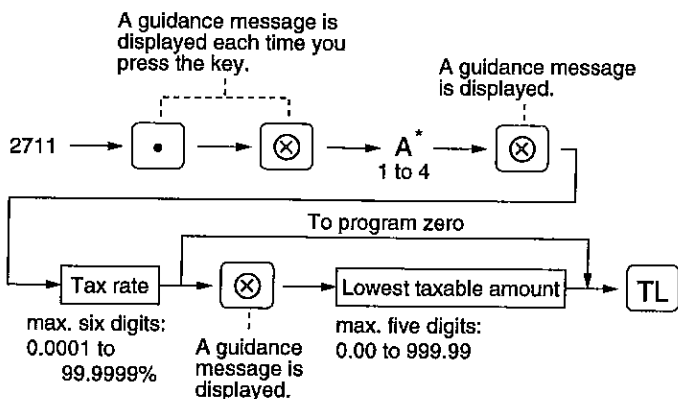 A guidance message is
displayed each time you
press the key.
A guidance message
is displayed.
2711 • ⊗ A* ⊗
1 to 4
To program zero
Tax rate ⊗ Lowest taxable amount TL
max. six digits:
0.0001 to
99.9999%
A guidance
message is
displayed.
max. five digits:
0.00 to 999.99